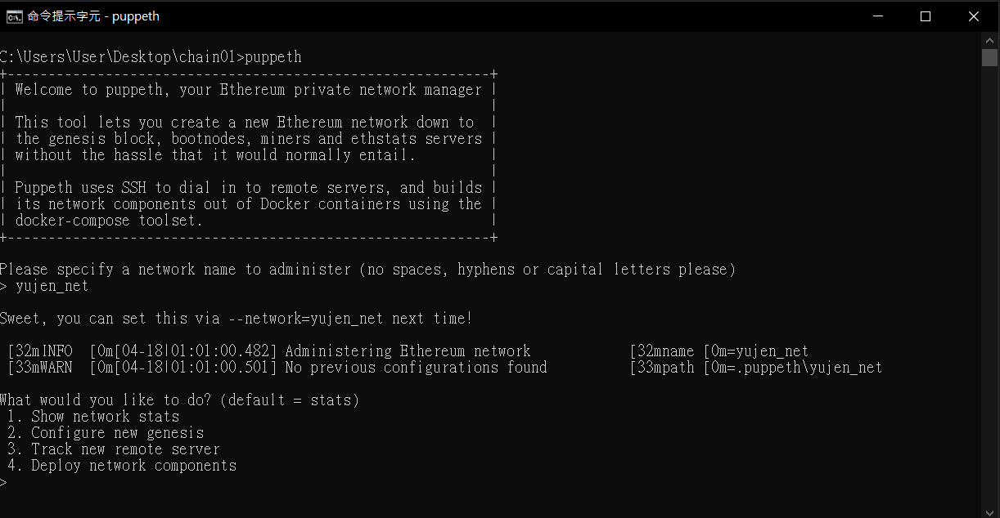 命令提示字元 - puppeth
C:\Users\User\Desktop\chain01>puppeth
+-----------------------------------------------------------+
| Welcome to puppeth, your Ethereum private network manager |
|                                                           |
| This tool lets you create a new Ethereum network down to  |
| the genesis block, bootnodes, miners and ethstats servers |
| without the hassle that it would normally entail.         |
|                                                           |
| Puppeth uses SSH to dial in to remote servers, and builds |
| its network components out of Docker containers using the |
| docker-compose toolset.                                   |
+-----------------------------------------------------------+
Please specify a network name to administer (no spaces, hyphens or capital letters please)
> yujen_net
Sweet, you can set this via --network=yujen_net next time!
[32mINFO  [0m[04-18|01:01:00.482] Administering Ethereum network            [32mname [0m=yujen_net
[33mWARN  [0m[04-18|01:01:00.501] No previous configurations found          [33mpath [0m=.puppeth\yujen_net
What would you like to do? (default = stats)
1. Show network stats
2. Configure new genesis
3. Track new remote server
4. Deploy network components
>